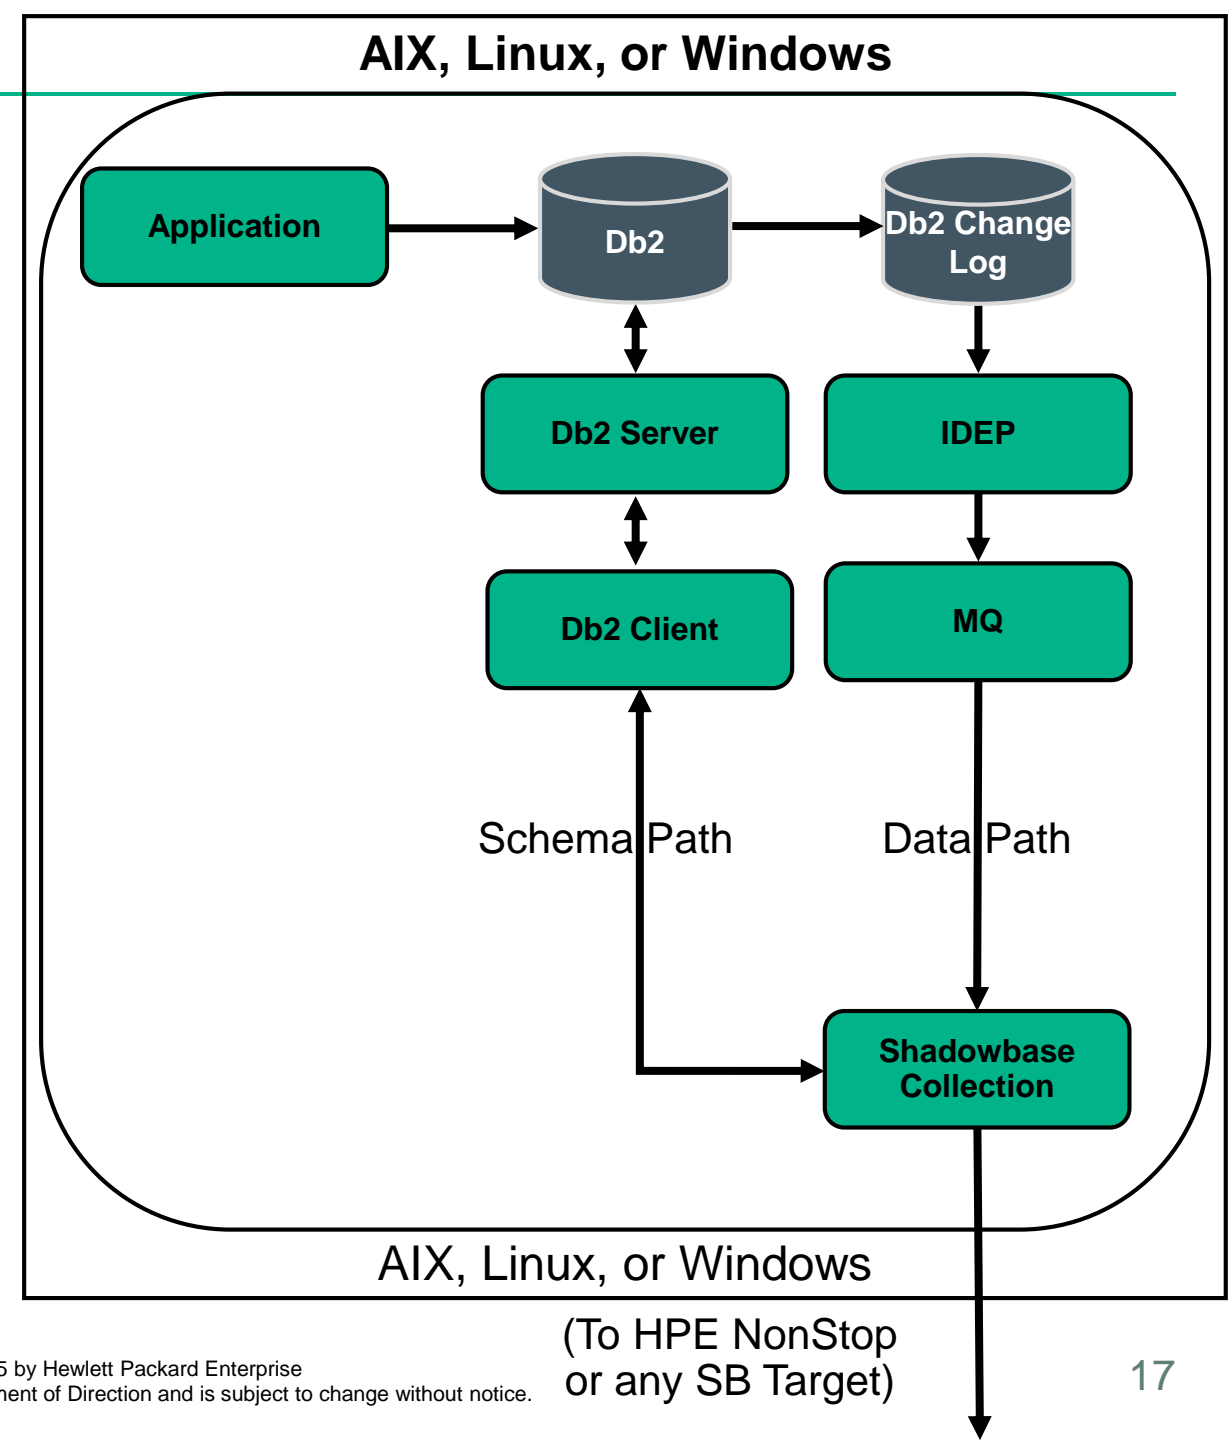 AIX, Linux, or Windows
Application
Db2
Db2 Change
Log
Db2 Server
IDEP
Db2 Client
MQ
Schema Path
Data Path
Shadowbase
Collection
AIX, Linux, or Windows
(To HPE NonStop
or any SB Target)
5 by Hewlett Packard Enterprise
ment of Direction and is subject to change without notice.
17